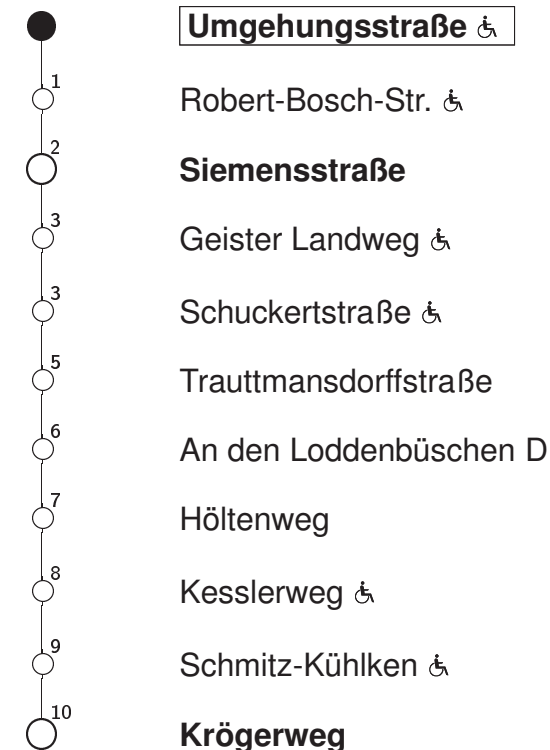 Umgehungsstraße
1 Robert-Bosch-Str.
2 Siemensstraße
3 Geister Landweg
3 Schuckertstraße
5 Trauttmansdorffstraße
6 An den Loddenbüschen D
7 Höltenweg
8 Kesslerweg
9 Schmitz-Kühlken
10 Krögerweg